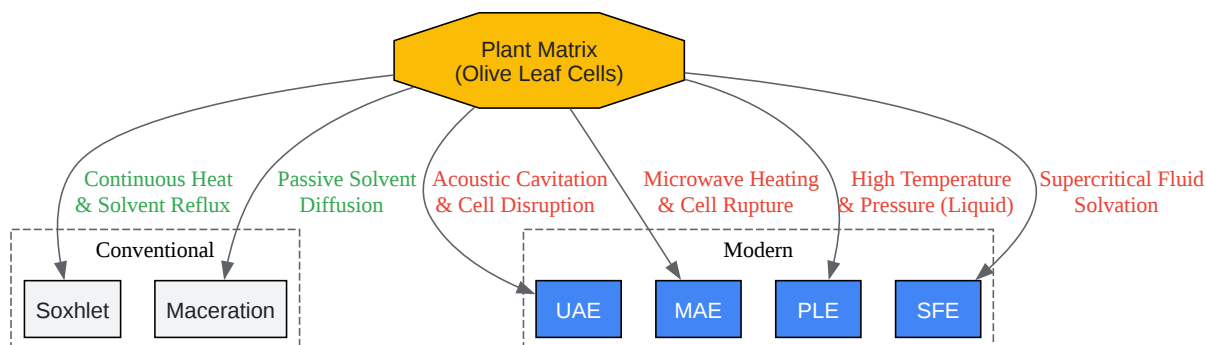 Plant Matrix
(Olive Leaf Cells)
Continuous Heat
& Solvent Reflux
Passive Solvent
Diffusion
Acoustic Cavitation
& Cell Disruption
Microwave Heating
& Cell Rupture
High Temperature
& Pressure (Liquid)
Supercritical Fluid
Solvation
Conventional
Modern
Soxhlet
Maceration
UAE
MAE
PLE
SFE